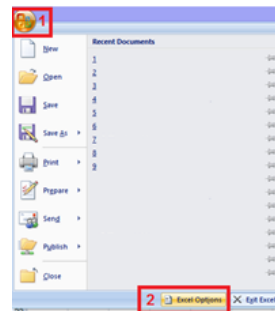 1
Recent Documents
New
1
Open
2
3
Save
4
5
Save As
6
7
Print
8
9
Prepare
Send
Publish
Close
2
Excel Options
Exit Excel